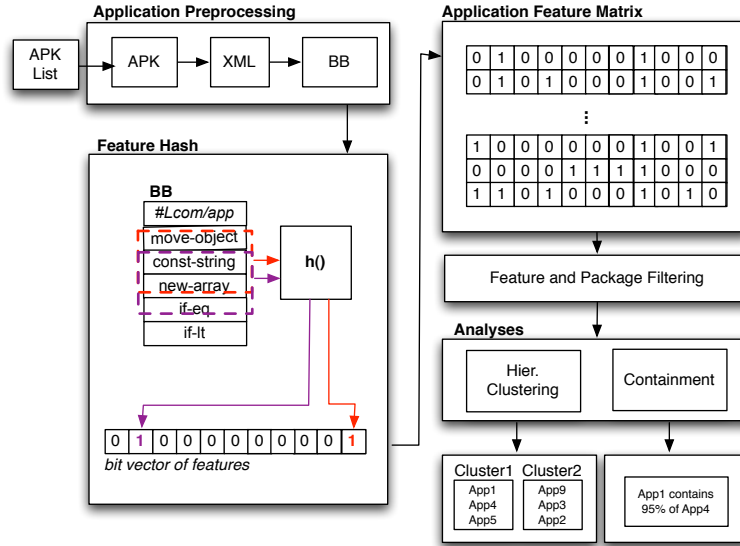 Application Preprocessing
APK
List
APK
XML
BB
Feature Hash
BB
#Lcom/app
move-object
const-string
new-array
if-eq
if-lt
h()
0 1 0 0 0 0 0 0 0 0 1
bit vector of features
Application Feature Matrix
0 1 0 0 0 0 0 1 0 0 0
0 1 0 1 0 0 0 1 0 0 1
⋮
1 0 0 0 0 0 0 1 0 0 1
0 0 0 0 1 1 1 1 0 0 0
1 1 0 1 0 0 0 1 0 1 0
Feature and Package Filtering
Analyses
Hier.
Clustering
Containment
Cluster1
App1
App4
App5
Cluster2
App9
App3
App2
App1 contains
95% of App4